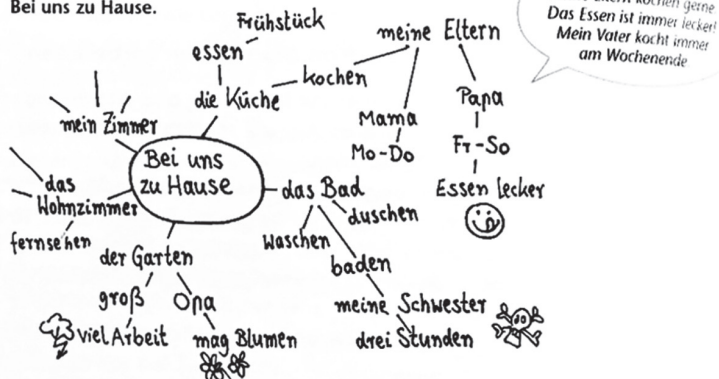 Bei uns zu Hause.
kochen gerne
Das Essen ist immer lecker!
Mein Vater kocht immer
am Wochenende
Frühstück
essen
die Küche
kochen
meine Eltern
Mama
Mo-Do
Papa
Fr-So
Essen lecker
mein Zimmer
Bei uns
zu Hause
das
Wohnzimmer
fernsehen
das Bad
duschen
waschen
baden
meine Schwester
drei Stunden
der Garten
groß
viel Arbeit
Opa
mag Blumen